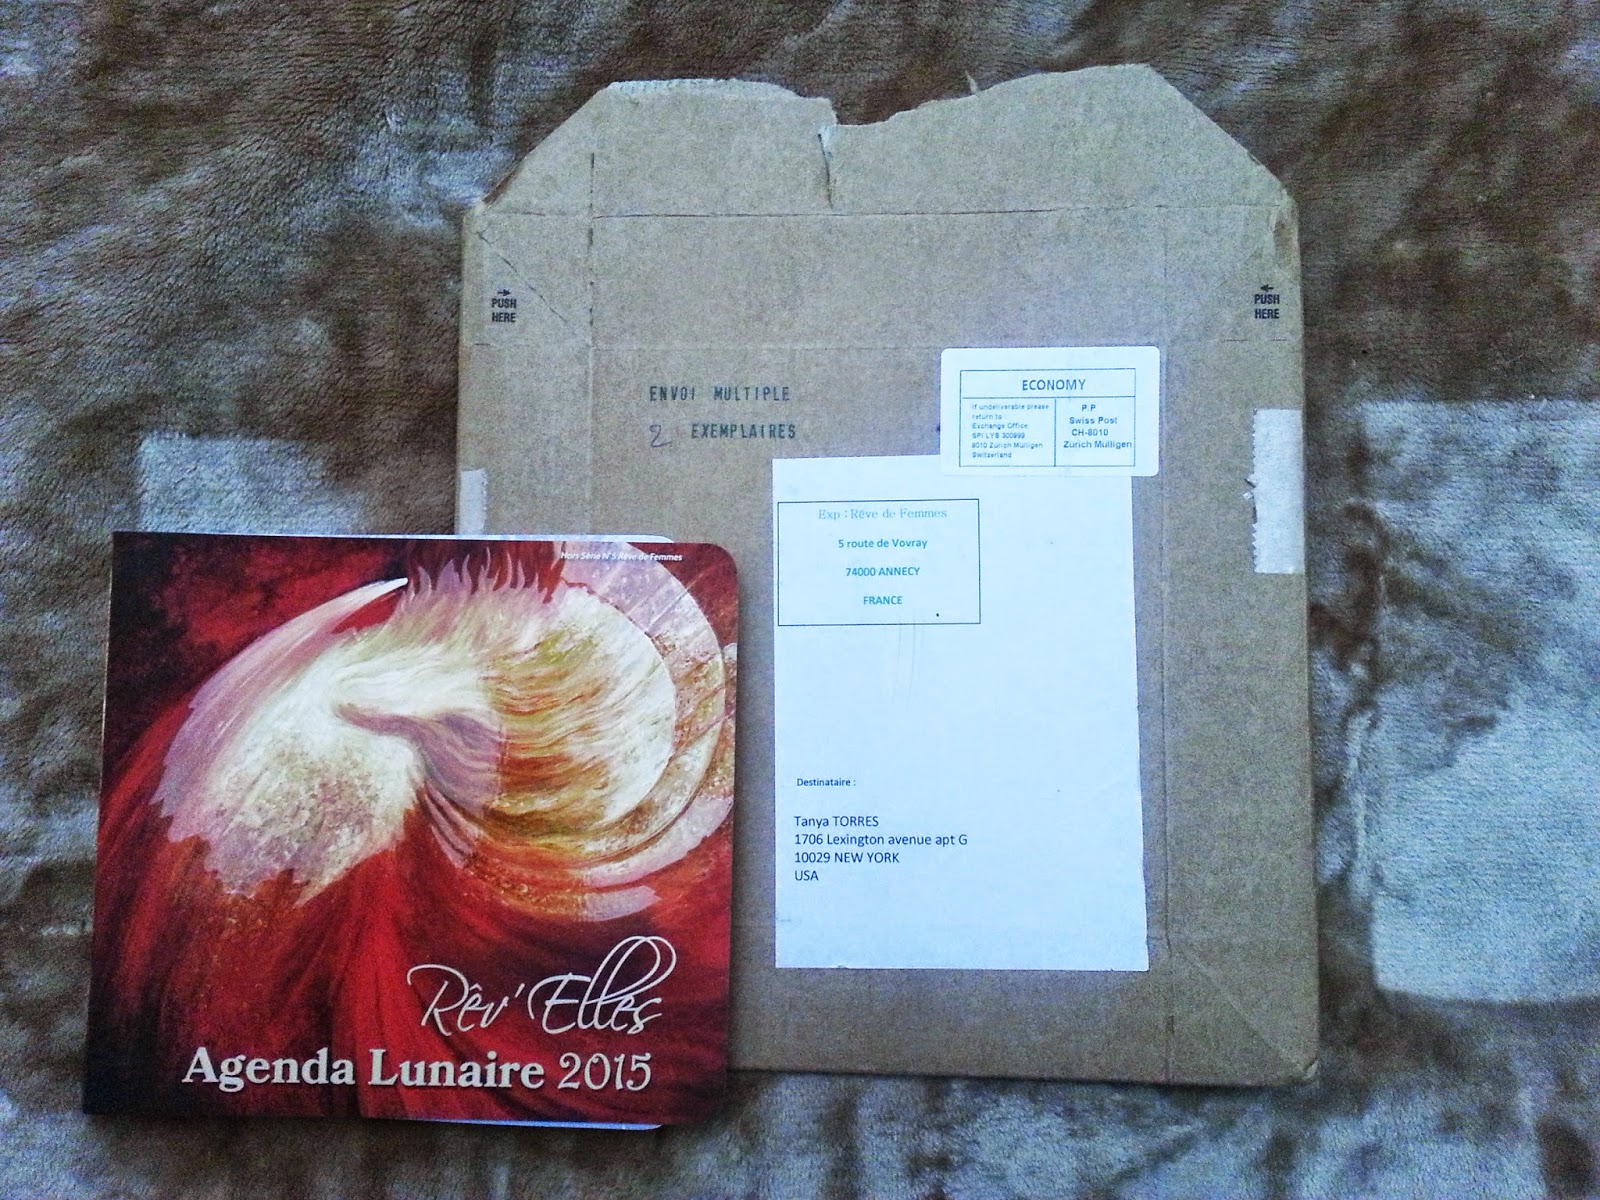 PUSH
HERE
PUSH
HERE
ENVOI MULTIPLE
2 EXEMPLAIRES
ECONOMY
If undeliverable please
return to :
Exchange Office
SPI LYS 300999
8010 Zürich Mülligen
Switzerland
P.P
Swiss Post
CH-8010
Zürich Mülligen
Exp : Rêve de Femmes
5 route de Vovray
74000 ANNECY
FRANCE
Destinataire :
Tanya TORRES
1706 Lexington avenue apt G
10029 NEW YORK
USA
Hors Série N°5 Rêve de Femmes
Rêv'Elles
Agenda Lunaire 2015